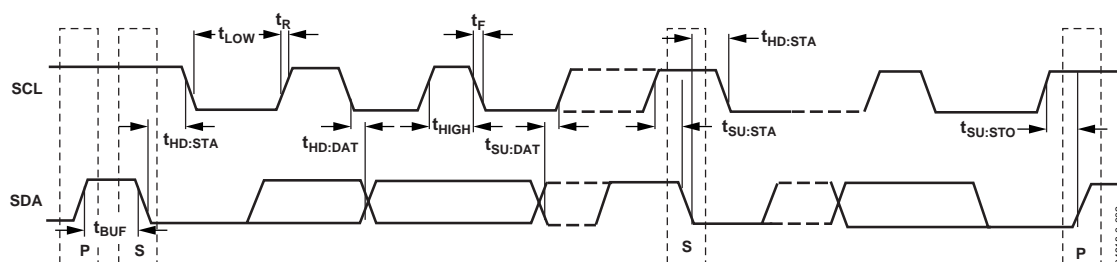 tR
tF
tLOW
tHD:STA
SCL
tHD:STA
tHD:DAT
tHIGH
tSU:DAT
tSU:STA
tSU:STO
SDA
tBUF
P
S
S
P